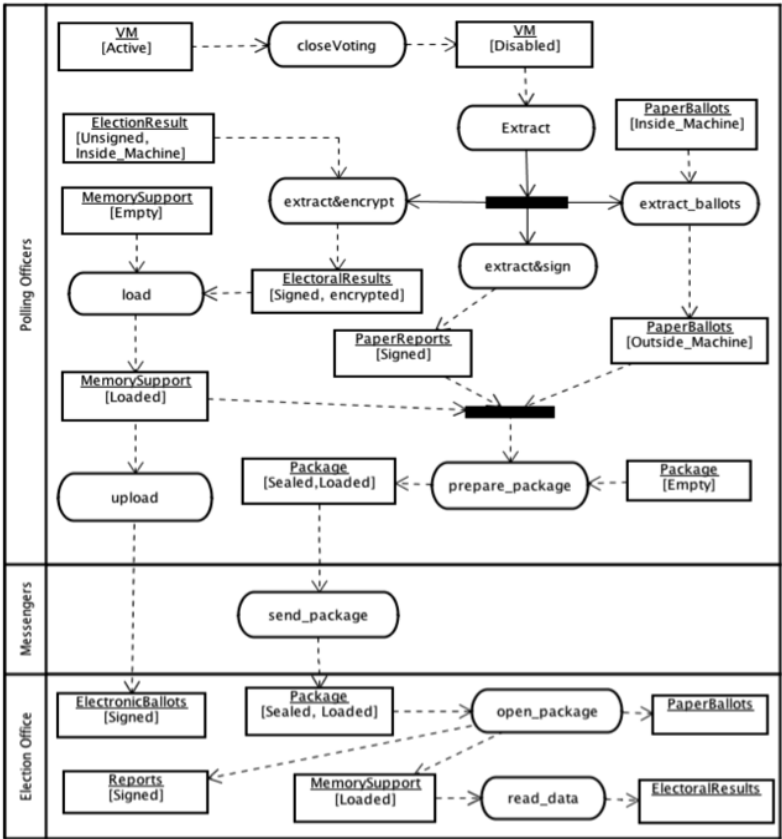 Polling Officers
VM
[Active]
closeVoting
VM
[Disabled]
Extract
ElectionResult
[Unsigned,
Inside_Machine]
PaperBallots
[Inside_Machine]
MemorySupport
[Empty]
extract&encrypt
extract_ballots
extract&sign
load
ElectoralResults
[Signed, encrypted]
PaperReports
[Signed]
PaperBallots
[Outside_Machine]
MemorySupport
[Loaded]
upload
Package
[Sealed,Loaded]
prepare_package
Package
[Empty]
Messengers
send_package
Election Office
ElectronicBallots
[Signed]
Package
[Sealed, Loaded]
open_package
PaperBallots
Reports
[Signed]
MemorySupport
[Loaded]
read_data
ElectoralResults